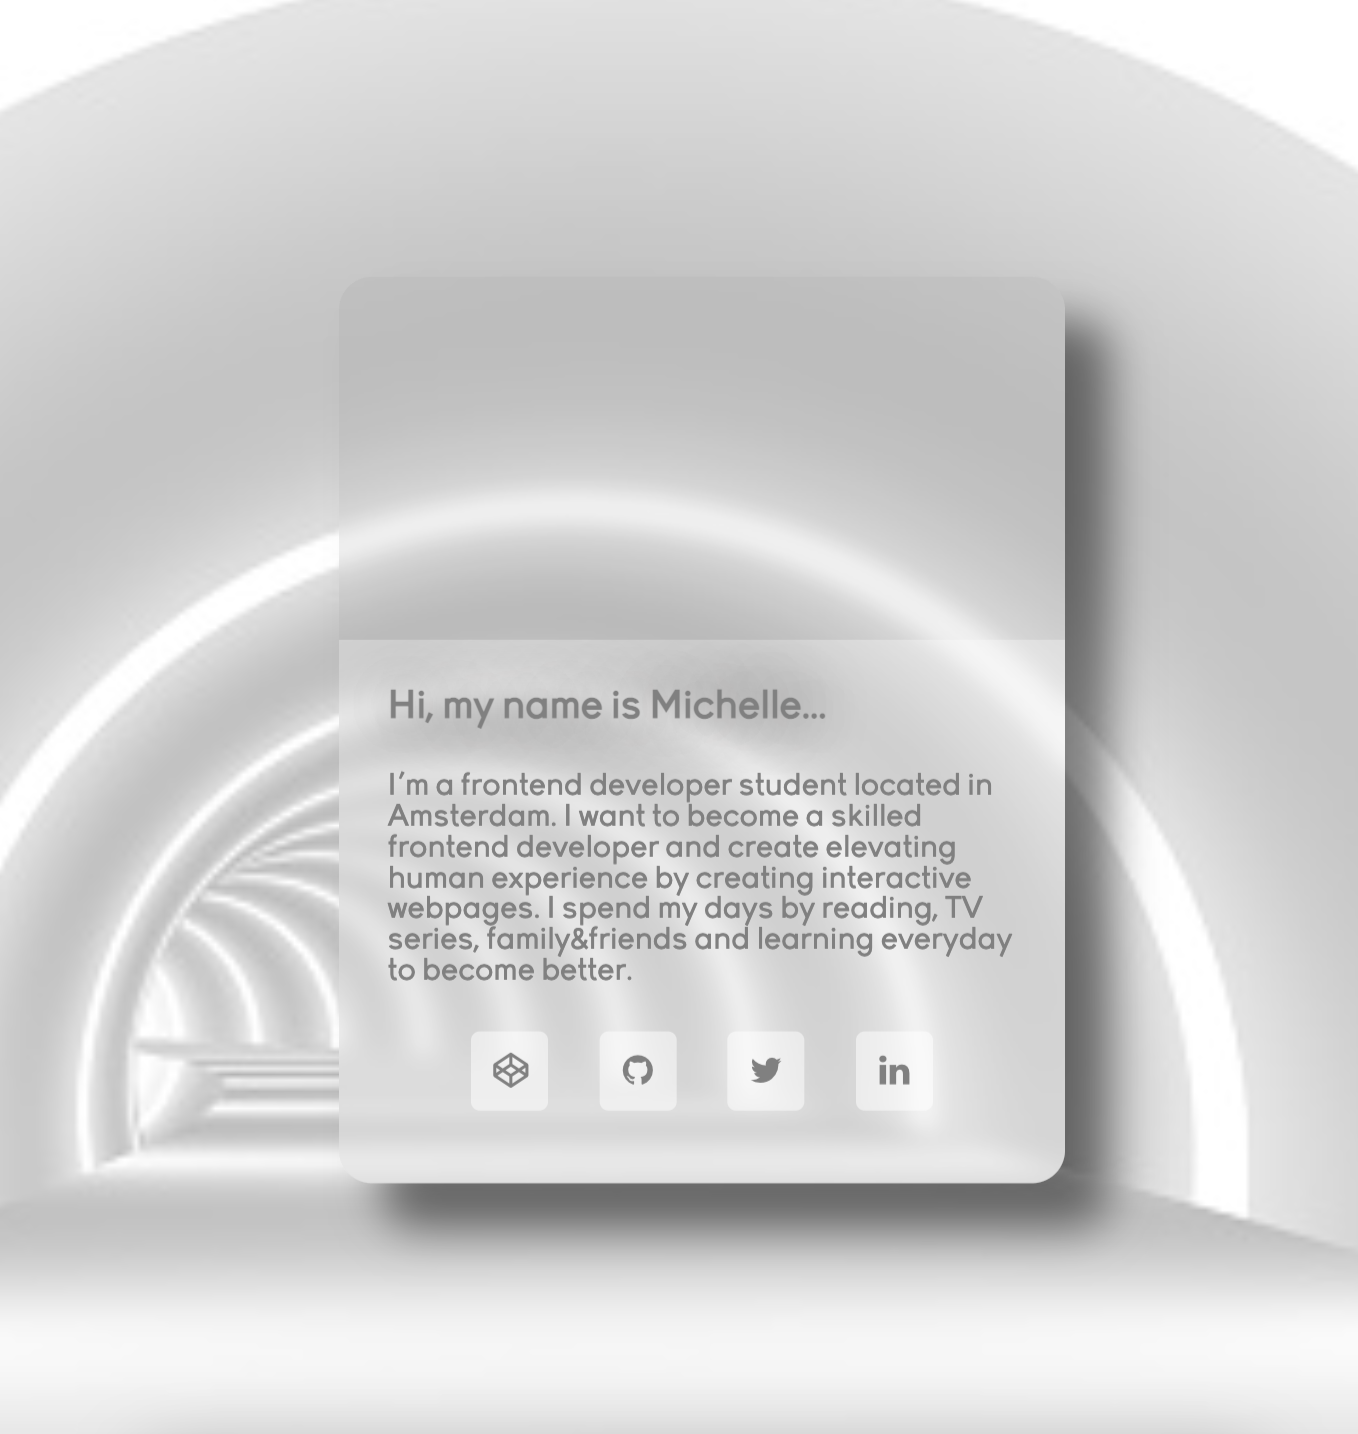 Hi, my name is Michelle...
I'm a frontend developer student located in
Amsterdam. I want to become a skilled
frontend developer and create elevating
human experience by creating interactive
webpages. I spend my days by reading, TV
series, family&friends and learning everyday
to become better.
in